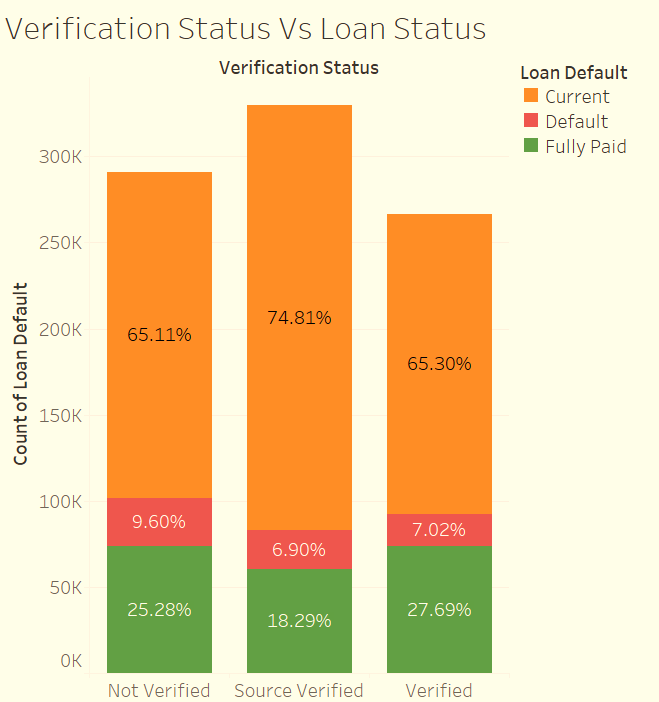 Verification Status Vs Loan Status
Verification Status
Loan Default
Current
Default
Fully Paid
Count of Loan Default
300K
250K
200K
150K
100K
50K
0K
65.11%
9.60%
25.28%
74.81%
6.90%
18.29%
65.30%
7.02%
27.69%
Not Verified
Source Verified
Verified